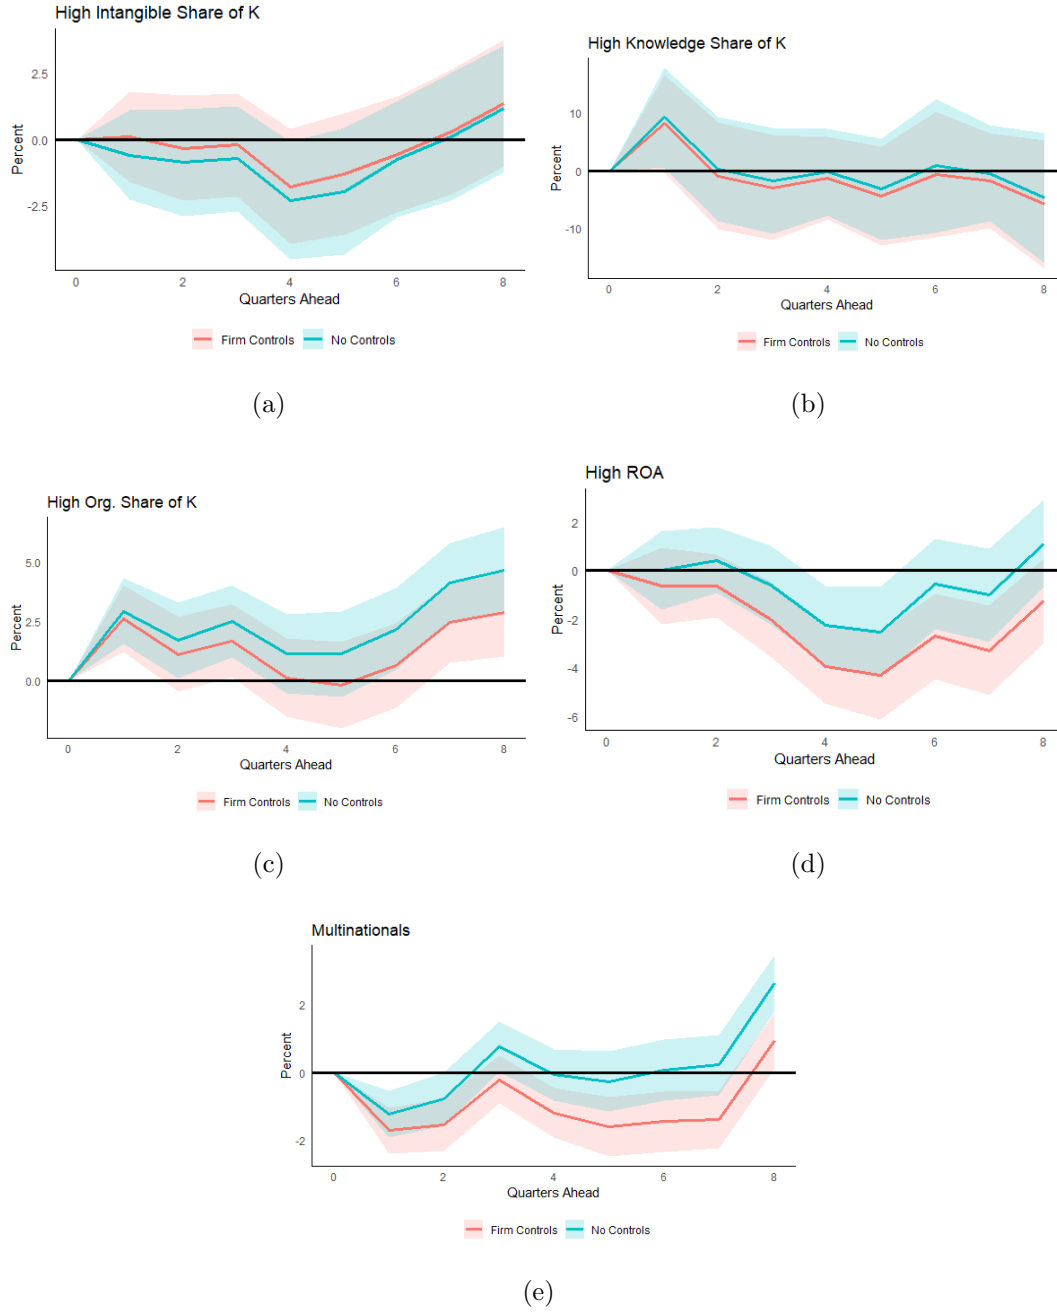 High Intangible Share of K
2.5
0.0
-2.5
Percent
0 2 4 6 8
Quarters Ahead
Firm Controls No Controls
(a)
High Knowledge Share of K
10
0
-10
Percent
0 2 4 6 8
Quarters Ahead
Firm Controls No Controls
(b)
High Org. Share of K
5.0
2.5
0.0
Percent
0 2 4 6 8
Quarters Ahead
Firm Controls No Controls
(c)
High ROA
2
0
-2
-4
-6
Percent
0 2 4 6 8
Quarters Ahead
Firm Controls No Controls
(d)
Multinationals
2
0
-2
Percent
0 2 4 6 8
Quarters Ahead
Firm Controls No Controls
(e)